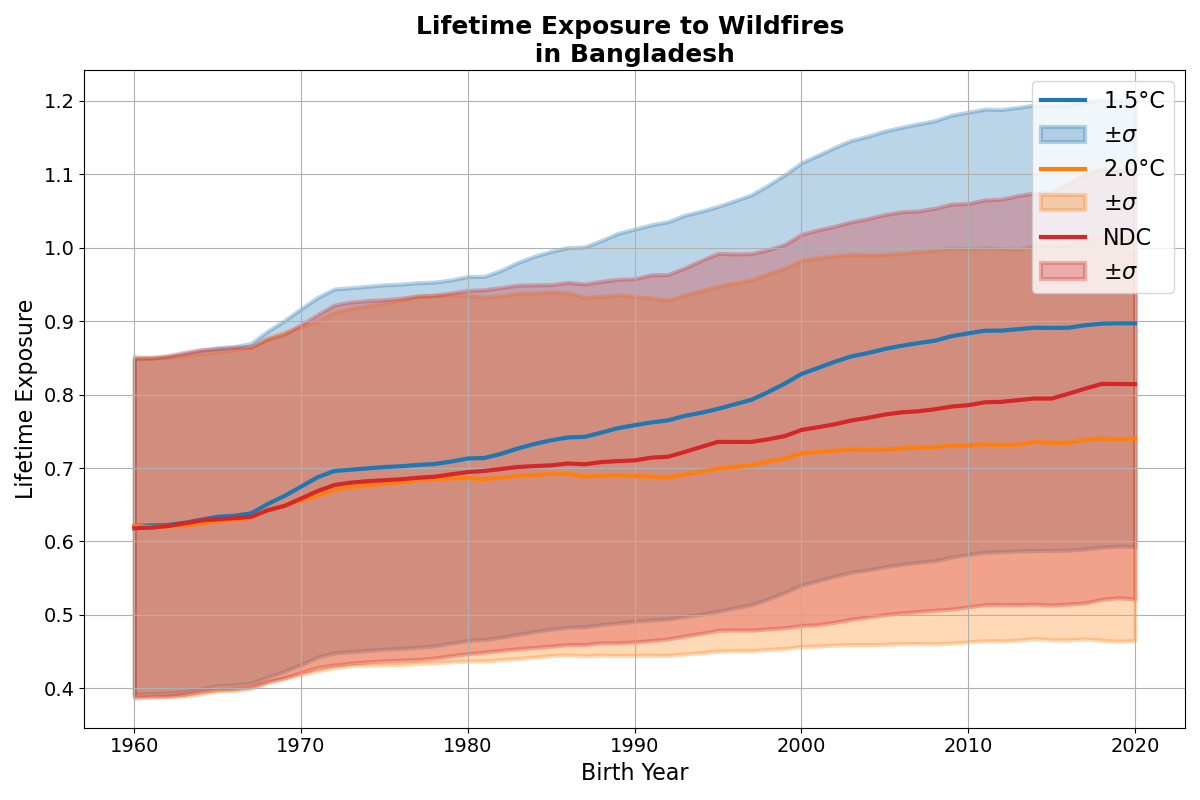 Lifetime Exposure to Wildfires
in Bangladesh
Lifetime Exposure
1.2
1.1
1.0
0.9
0.8
0.7
0.6
0.5
0.4
1.5°C
±σ
2.0°C
±σ
NDC
±σ
1960 1970 1980 1990 2000 2010 2020
Birth Year